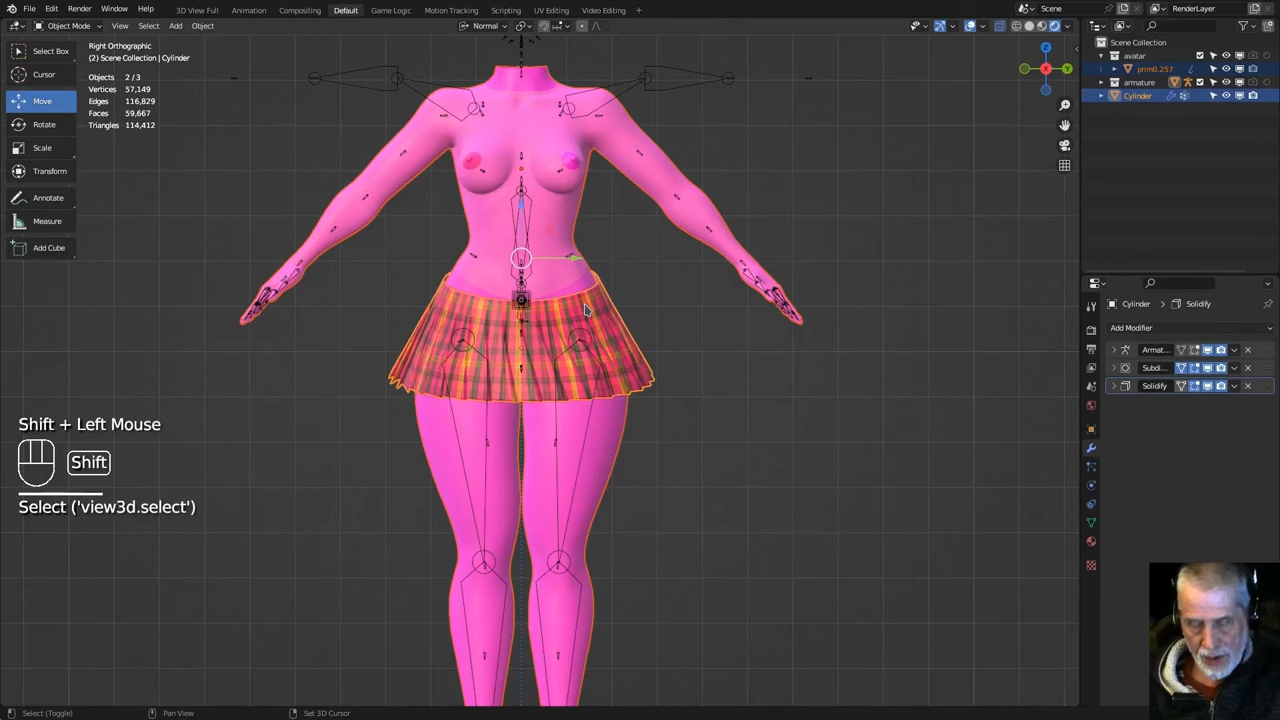 File Edit Render Window Help 3D View Full Animation Compositing Default Game Logic Motion Tracking Scripting UV Editing Video Editing Scene RenderLayer
Object Mode View Select Add Object Normal
Select Box
Cursor
Move
Rotate
Scale
Transform
Annotate
Measure
Add Cube
Right Orthographic
(2) Scene Collection | Cylinder
Objects 2/3
Vertices 57,149
Edges 116,829
Faces 59,667
Triangles 114,412
Z
Y
X
Scene Collection
avatar
prim0.257
armature
Cylinder
Cylinder > Solidify
Add Modifier
Armat...
Subdi...
Solidify
Shift + Left Mouse
Shift
Select ('view3d.select')
Select (Toggle) Pan View Set 3D Cursor